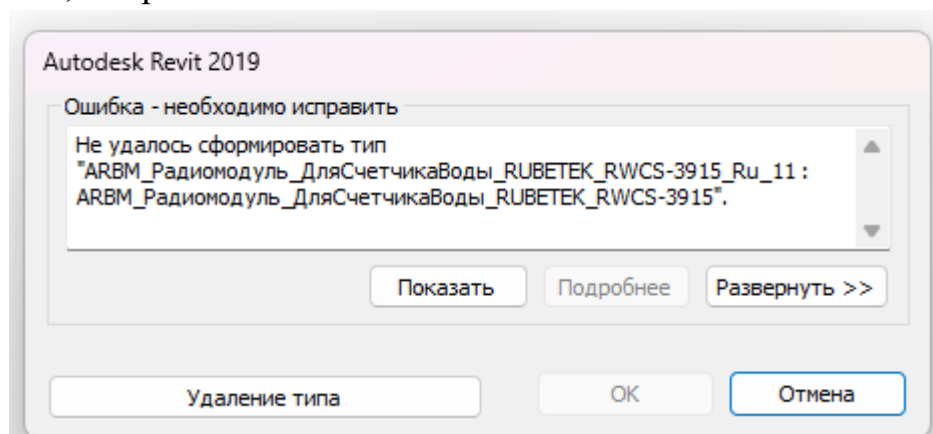 Autodesk Revit 2019
Ошибка - необходимо исправить
Не удалось сформировать тип
"ARBM_Радиомодуль_ДляСчетчикаВоды_RUBETEK_RWCS-3915_Ru_11 :
ARBM_Радиомодуль_ДляСчетчикаВоды_RUBETEK_RWCS-3915".
Показать
Подробнее
Развернуть >>
Удаление типа
OK
Отмена